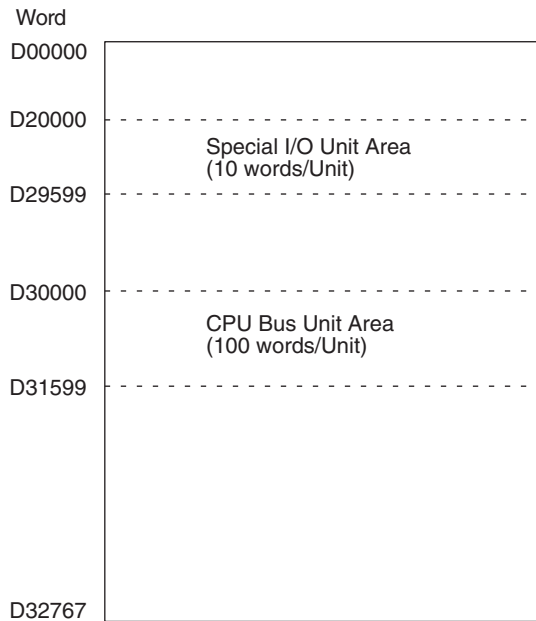 Word
D00000
D20000
Special I/O Unit Area
(10 words/Unit)
D29599
D30000
CPU Bus Unit Area
(100 words/Unit)
D31599
D32767